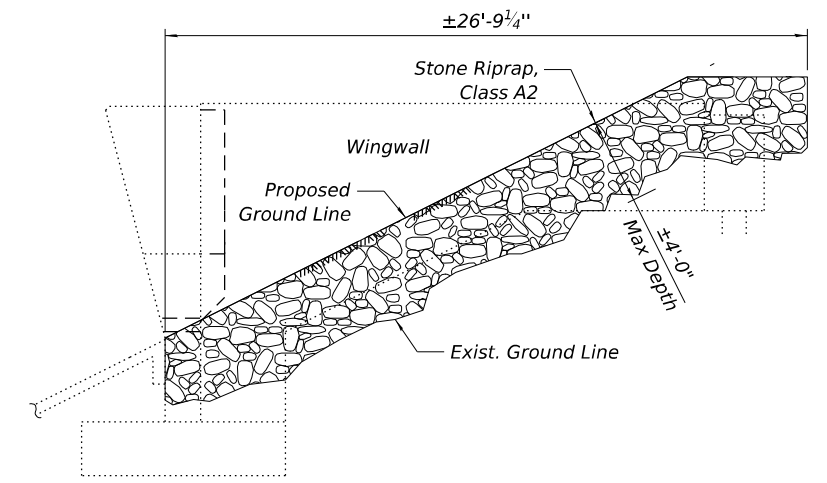 ±26'-9¼"
Stone Riprap,
Class A2
Wingwall
Proposed
Ground Line
±4'-0"
Max Depth
Exist. Ground Line